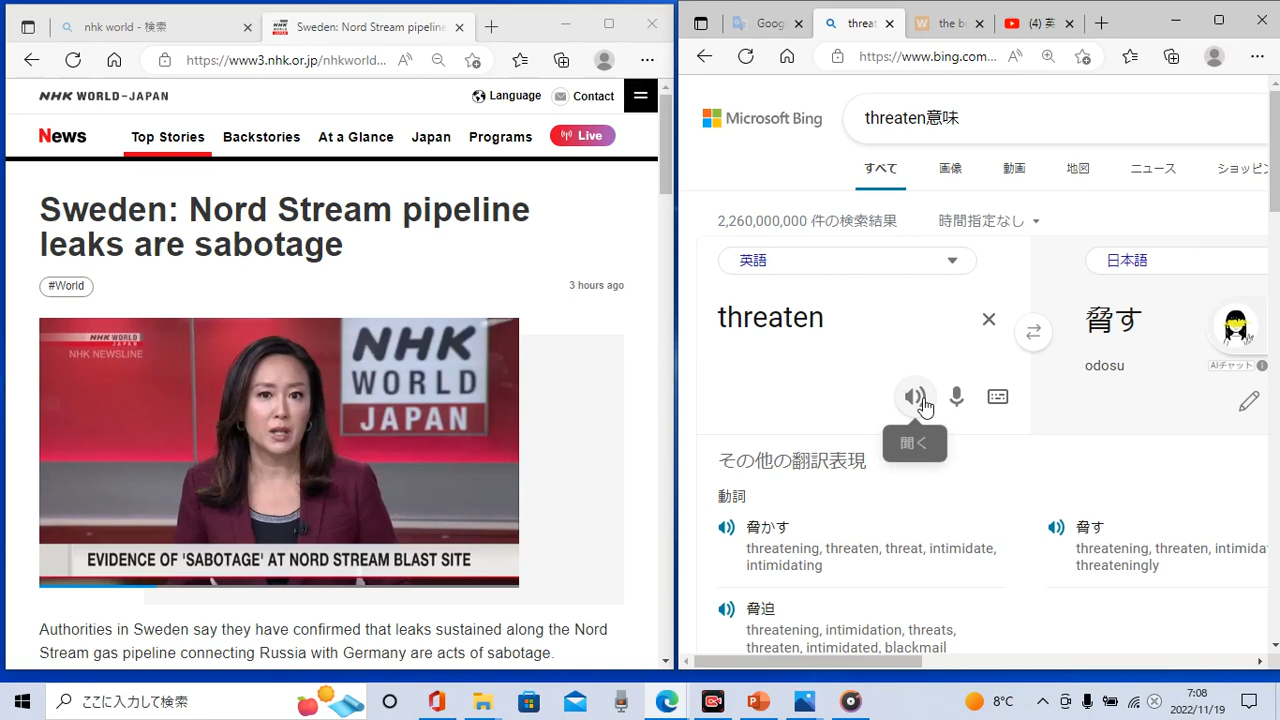 nhk world - 検索
Sweden: Nord Stream pipeline
https://www3.nhk.or.jp/nhkworld...
NHK WORLD-JAPAN
Language
Contact
News
Top Stories
Backstories
At a Glance
Japan
Programs
Live
Sweden: Nord Stream pipeline
leaks are sabotage
#World
3 hours ago
NHK WORLD
JAPAN
NHK NEWSLINE
NHK
WORLD
JAPAN
EVIDENCE OF 'SABOTAGE' AT NORD STREAM BLAST SITE
Authorities in Sweden say they have confirmed that leaks sustained along the Nord
Stream gas pipeline connecting Russia with Germany are acts of sabotage.
Goog
threat
the b
(4) 英
https://www.bing.com...
Microsoft Bing
threaten意味
すべて
画像
動画
地図
ニュース
ショッピン
2,260,000,000 件の検索結果
時間指定なし
英語
日本語
threaten
脅す
odosu
AIチャット
聞く
その他の翻訳表現
動詞
脅かす
threatening, threaten, threat, intimidate,
intimidating
脅す
threatening, threaten, intimida
threateningly
脅迫
threatening, intimidation, threats,
threaten, intimidated, blackmail
ここに入力して検索
8°C
7:08
2022/11/19